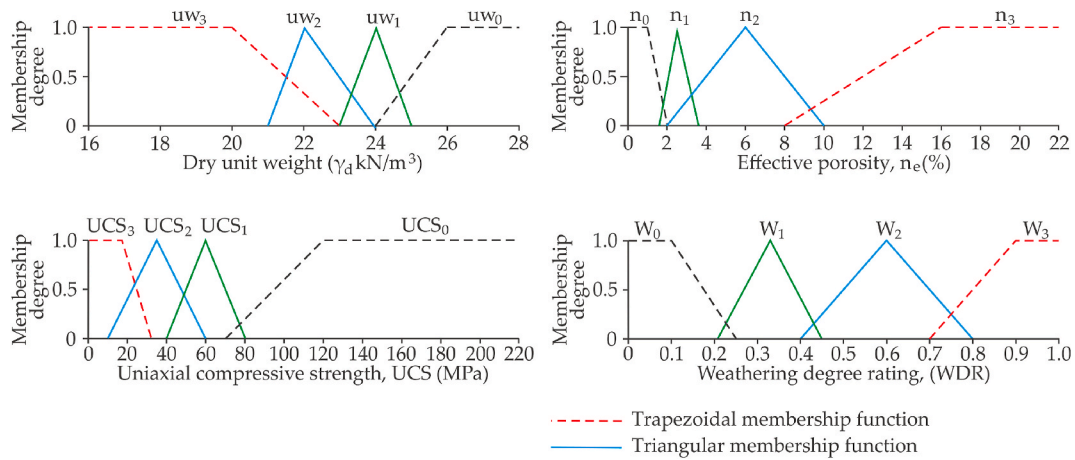 uw3 uw2 uw1 uw0
Membership degree
1.0
0.5
0
16 18 20 22 24 26 28
Dry unit weight (γd kN/m³)
n0 n1 n2 n3
Membership degree
1.0
0.5
0
0 2 4 6 8 10 12 14 16 18 20 22
Effective porosity, ne(%)
UCS3 UCS2 UCS1 UCS0
Membership degree
1.0
0.5
0
0 20 40 60 80 100 120 140 160 180 200 220
Uniaxial compressive strength, UCS (MPa)
W0 W1 W2 W3
Membership degree
1.0
0.5
0
0 0.1 0.2 0.3 0.4 0.5 0.6 0.7 0.8 0.9 1.0
Weathering degree rating, (WDR)
Trapezoidal membership function
Triangular membership function